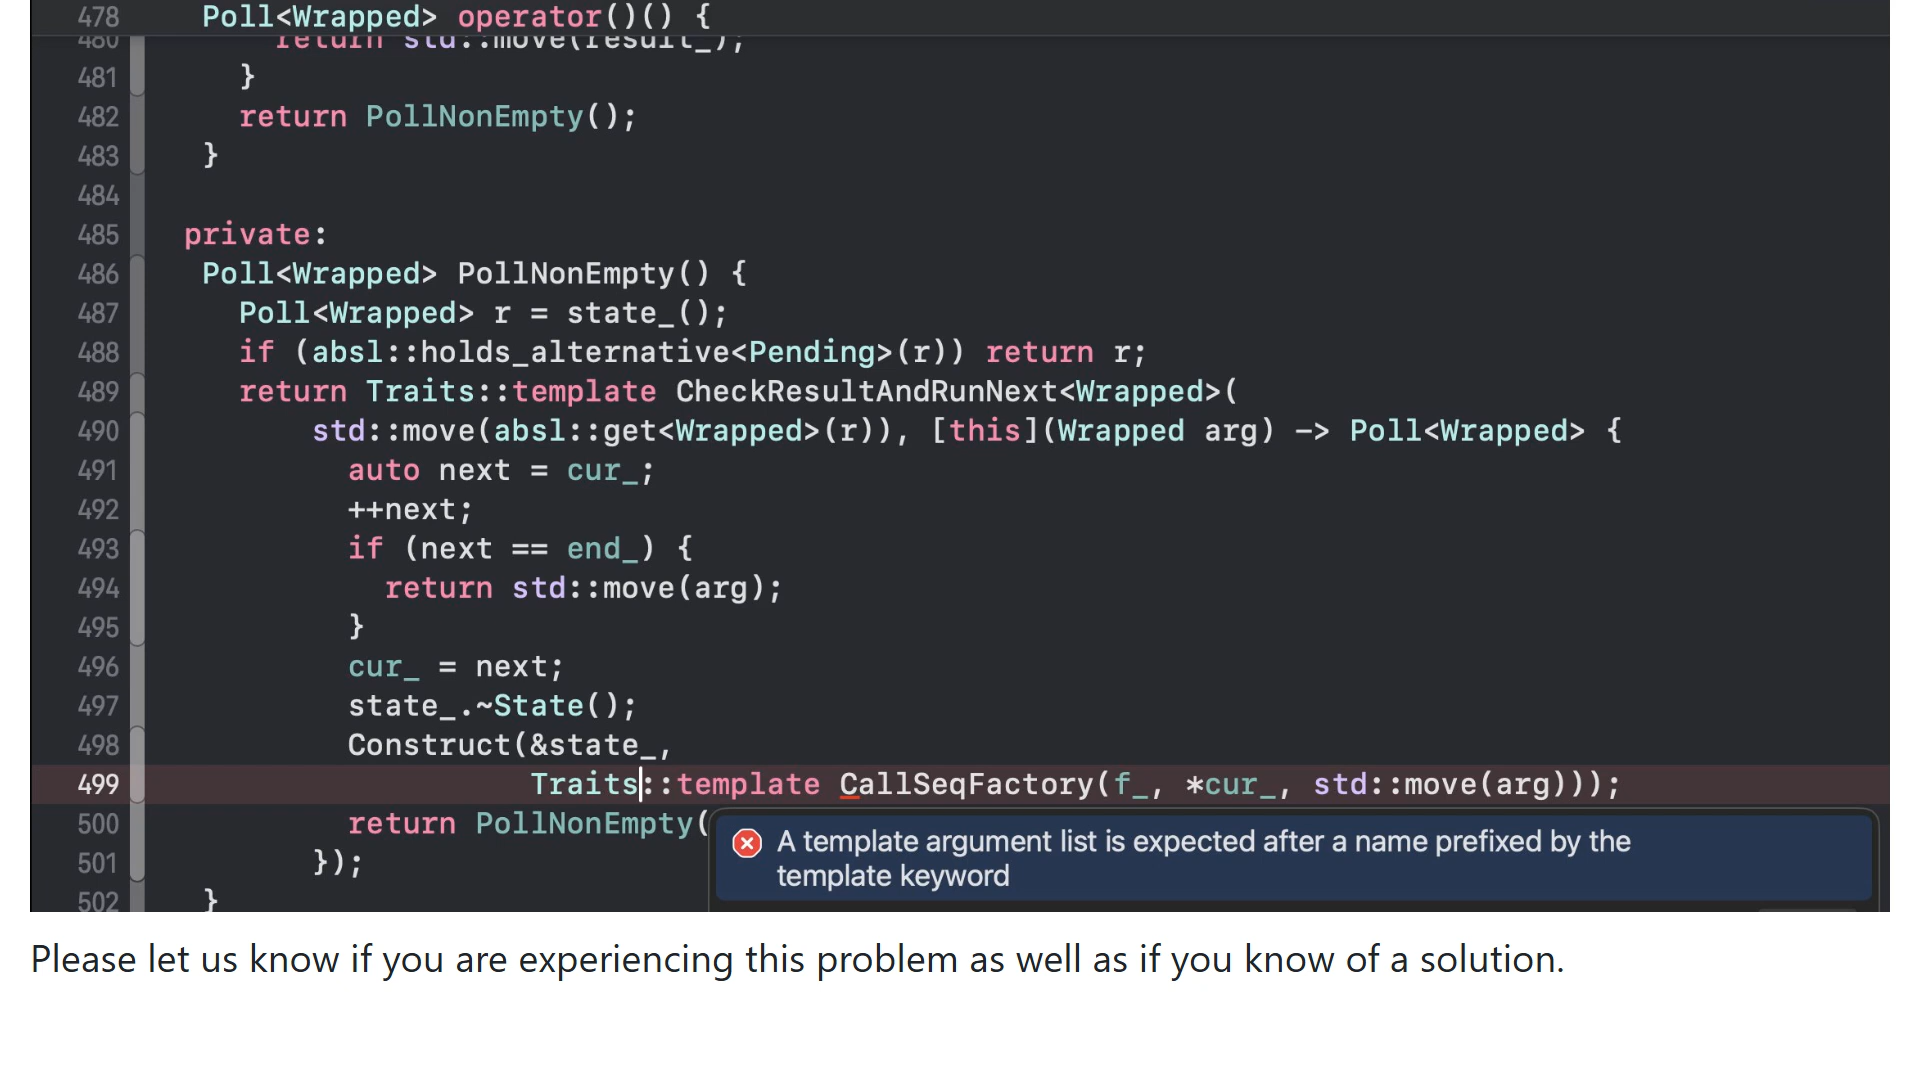 478 Poll<Wrapped> operator()() {
480 return std::move(result_);
481 }
482 return PollNonEmpty();
483 }
484
485 private:
486 Poll<Wrapped> PollNonEmpty() {
487 Poll<Wrapped> r = state_();
488 if (absl::holds_alternative<Pending>(r)) return r;
489 return Traits::template CheckResultAndRunNext<Wrapped>(
490 std::move(absl::get<Wrapped>(r)), [this](Wrapped arg) -> Poll<Wrapped> {
491 auto next = cur_;
492 ++next;
493 if (next == end_) {
494 return std::move(arg);
495 }
496 cur_ = next;
497 state_.~State();
498 Construct(&state_,
499 Traits::template CallSeqFactory(f_, *cur_, std::move(arg)));
500 return PollNonEmpty(
A template argument list is expected after a name prefixed by the
template keyword
501 });
502 }
Please let us know if you are experiencing this problem as well as if you know of a solution.